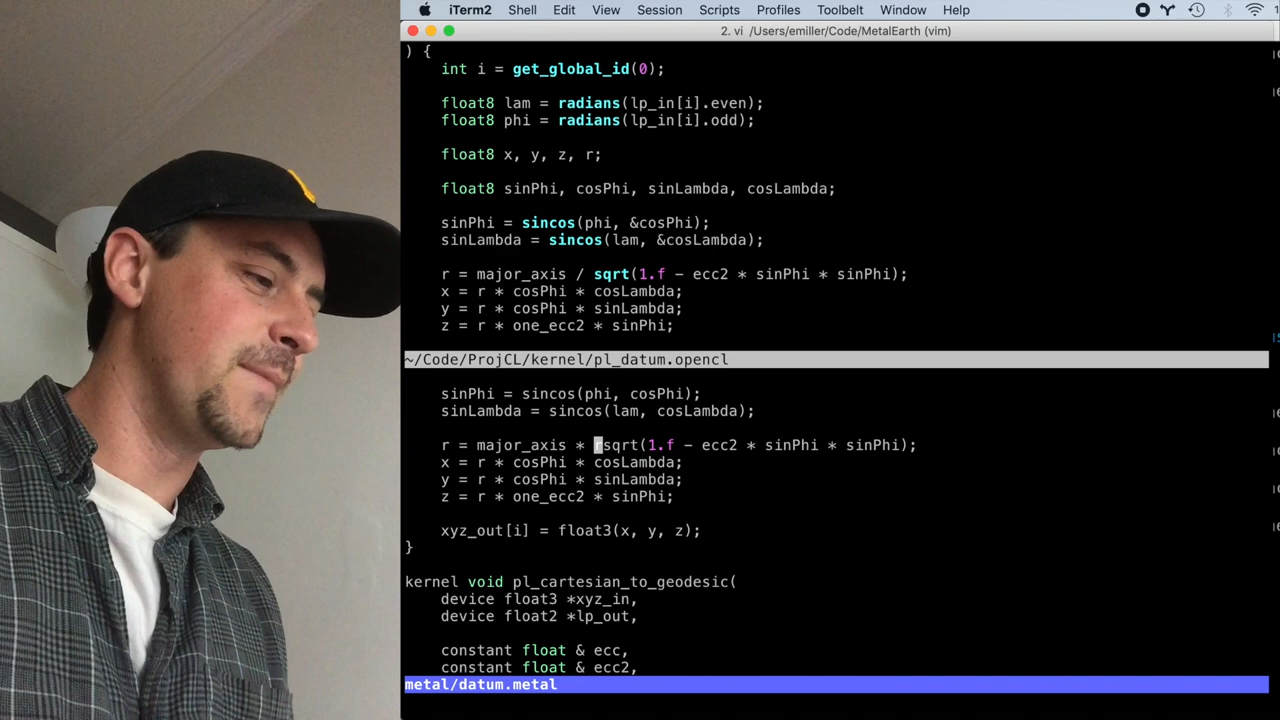 iTerm2 Shell Edit View Session Scripts Profiles Toolbelt Window Help
2. vi /Users/emiller/Code/MetalEarth (vim)
) {
int i = get_global_id(0);
float8 lam = radians(lp_in[i].even);
float8 phi = radians(lp_in[i].odd);
float8 x, y, z, r;
float8 sinPhi, cosPhi, sinLambda, cosLambda;
sinPhi = sincos(phi, &cosPhi);
sinLambda = sincos(lam, &cosLambda);
r = major_axis / sqrt(1.f - ecc2 * sinPhi * sinPhi);
x = r * cosPhi * cosLambda;
y = r * cosPhi * sinLambda;
z = r * one_ecc2 * sinPhi;
~/Code/ProjCL/kernel/pl_datum.opencl
sinPhi = sincos(phi, cosPhi);
sinLambda = sincos(lam, cosLambda);
r = major_axis * rsqrt(1.f - ecc2 * sinPhi * sinPhi);
x = r * cosPhi * cosLambda;
y = r * cosPhi * sinLambda;
z = r * one_ecc2 * sinPhi;
xyz_out[i] = float3(x, y, z);
}
kernel void pl_cartesian_to_geodesic(
device float3 *xyz_in,
device float2 *lp_out,
constant float & ecc,
constant float & ecc2,
metal/datum.metal